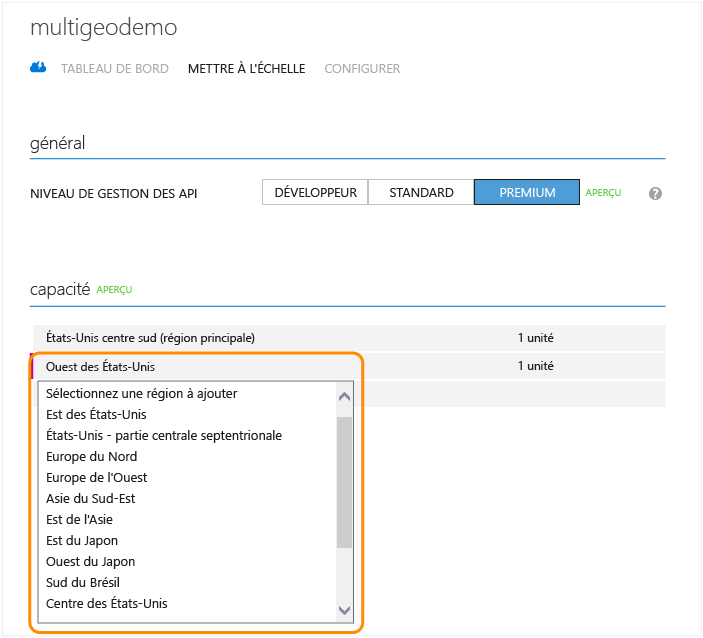 multigeodemo
TABLEAU DE BORD METTRE À L'ÉCHELLE CONFIGURER
général
NIVEAU DE GESTION DES API DÉVELOPPEUR STANDARD PREMIUM APERÇU ?
capacité APERÇU
États-Unis centre sud (région principale) 1 unité
Ouest des États-Unis 1 unité
Sélectionnez une région à ajouter
Est des États-Unis
États-Unis - partie centrale septentrionale
Europe du Nord
Europe de l'Ouest
Asie du Sud-Est
Est de l'Asie
Est du Japon
Ouest du Japon
Sud du Brésil
Centre des États-Unis